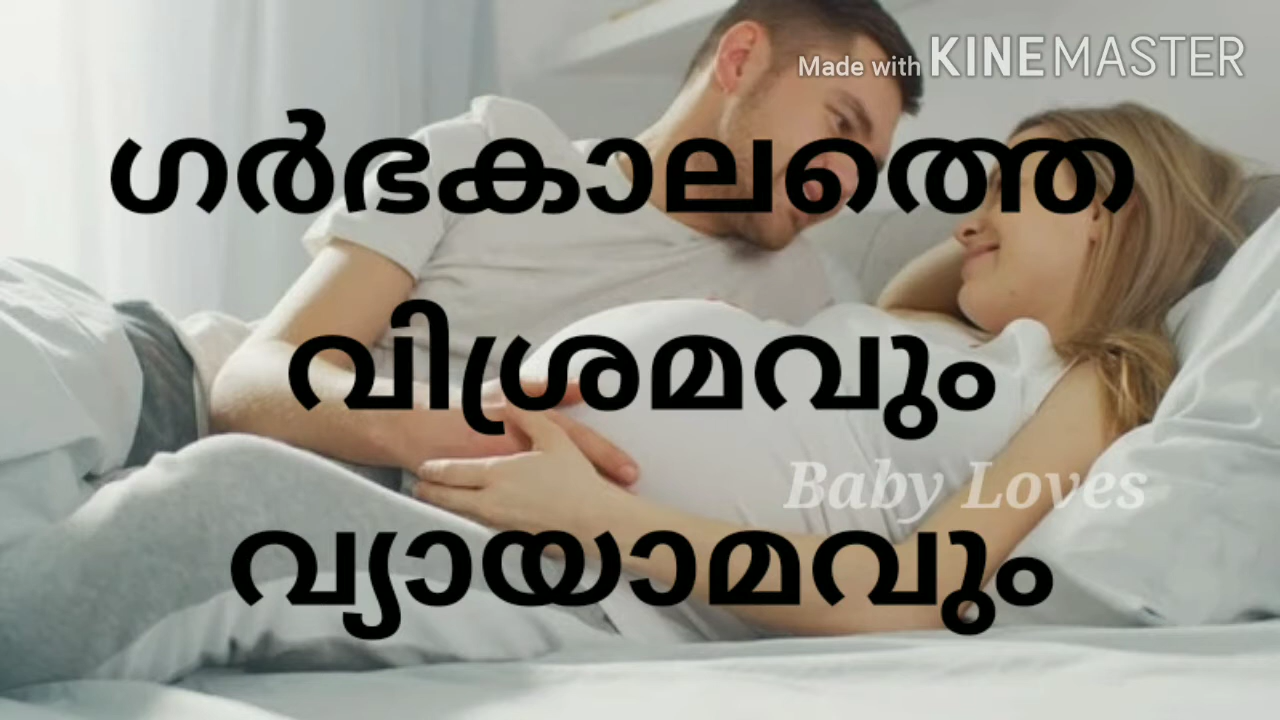 Made with KINEMASTER
ഗർഭകാലത്തെ
വിശ്രമവും
Baby Loves
വ്യായാമവും